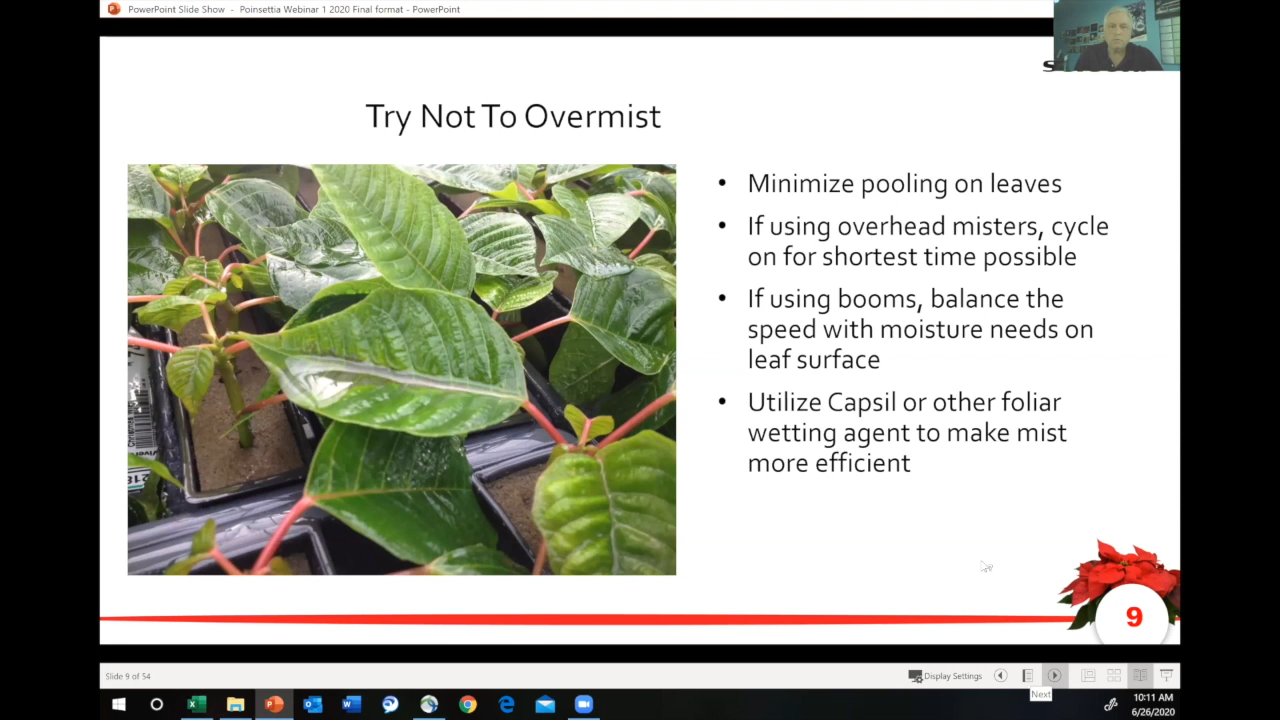 PowerPoint Slide Show - Poinsettia Webinar 1 2020 Final format - PowerPoint
Try Not To Overmist
• Minimize pooling on leaves
• If using overhead misters, cycle
on for shortest time possible
• If using booms, balance the
speed with moisture needs on
leaf surface
• Utilize Capsil or other foliar
wetting agent to make mist
more efficient
9
Slide 9 of 54
Display Settings
Next
10:11 AM
6/26/2020